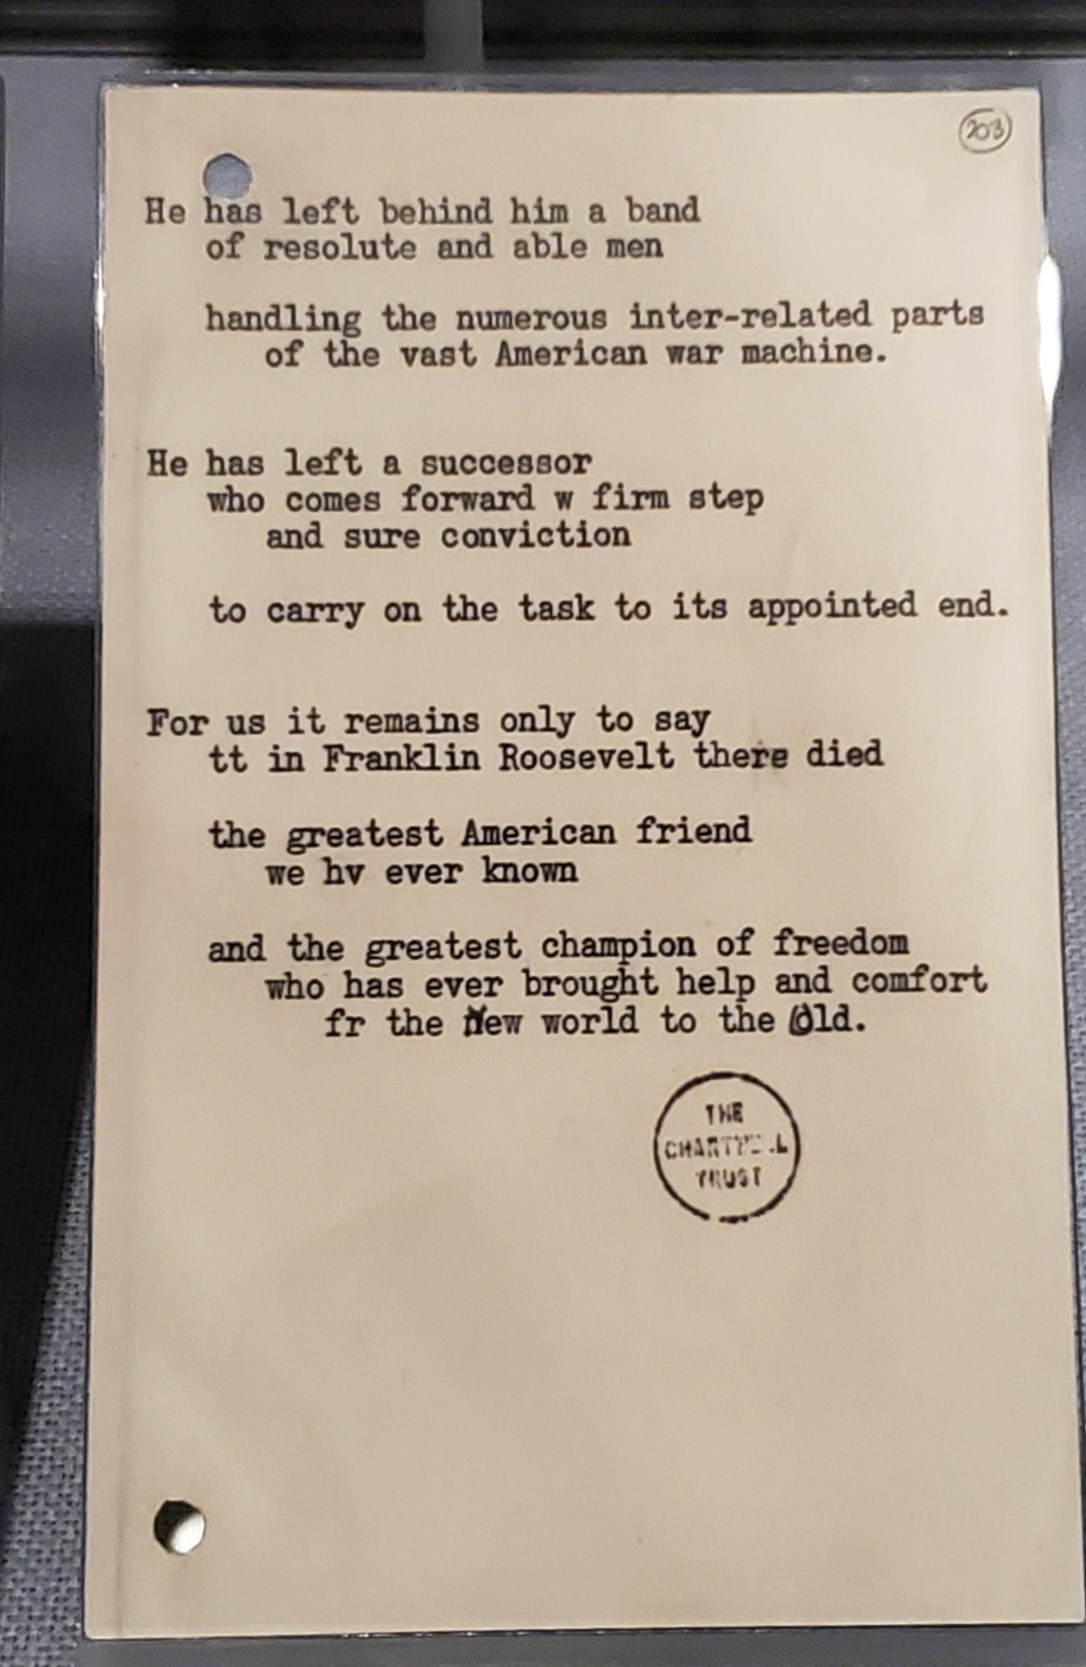 203
He has left behind him a band
of resolute and able men
handling the numerous inter-related parts
of the vast American war machine.
He has left a successor
who comes forward w firm step
and sure conviction
to carry on the task to its appointed end.
For us it remains only to say
tt in Franklin Roosevelt there died
the greatest American friend
we hv ever known
and the greatest champion of freedom
who has ever brought help and comfort
fr the New world to the Old.
THE
CHARTWELL
TRUST